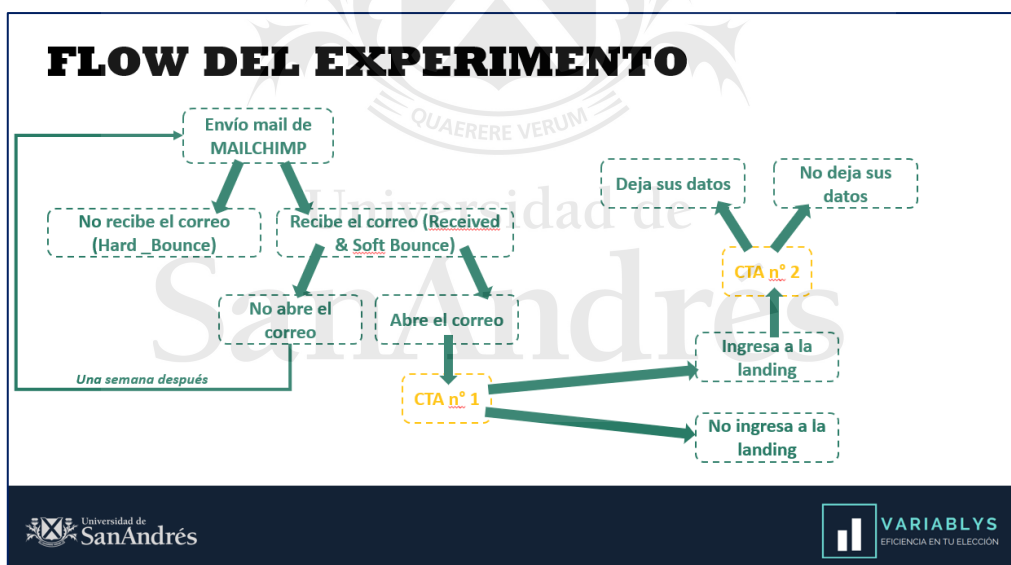 FLOW DEL EXPERIMENTO
QUAERERE VERUM
Universidad de
SanAndrés
Envío mail de
MAILCHIMP
No recibe el correo
(Hard _Bounce)
Recibe el correo (Received
& Soft Bounce)
No abre el
correo
Abre el correo
Una semana después
CTA n° 1
Deja sus datos
No deja sus
datos
CTA n° 2
Ingresa a la
landing
No ingresa a la
landing
Universidad de
SanAndrés
VARIABLYS
EFICIENCIA EN TU ELECCIÓN